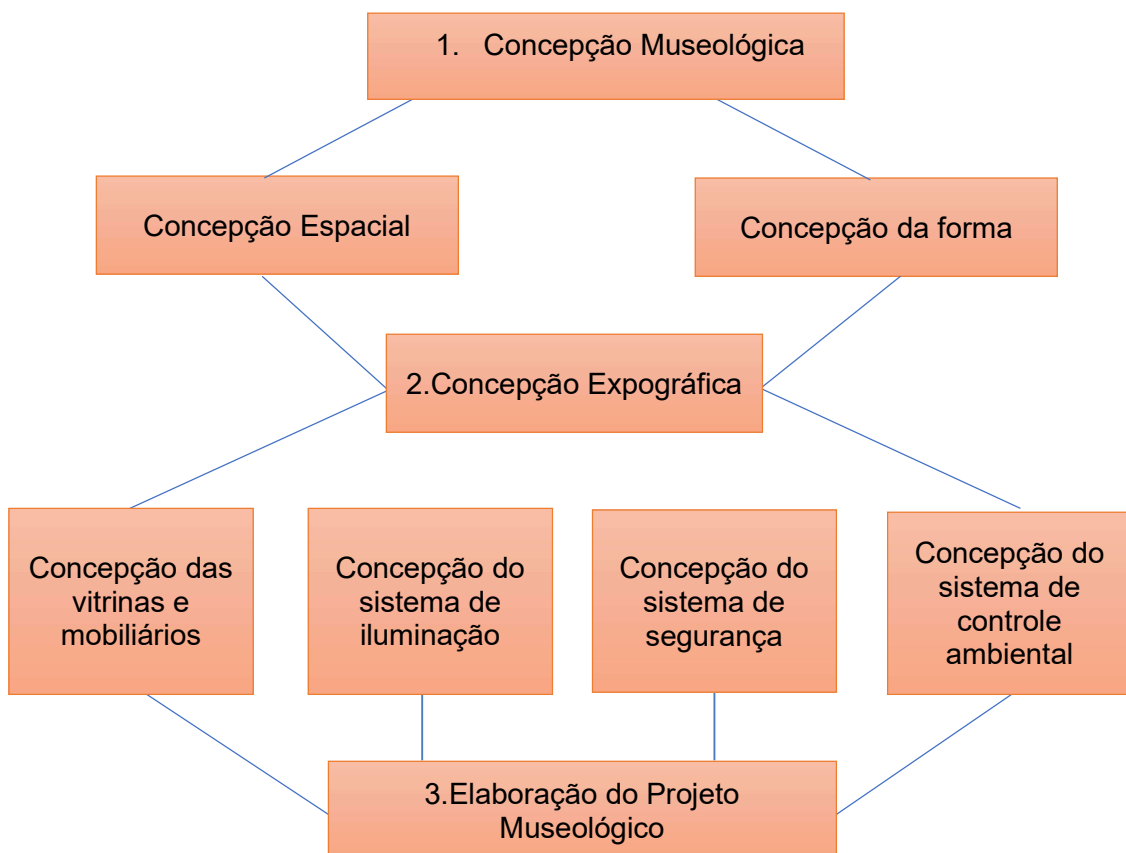 1. Concepção Museológica
Concepção Espacial
Concepção da forma
2.Concepção Expográfica
Concepção das
vitrinas e
mobiliários
Concepção do
sistema de
iluminação
Concepção do
sistema de
segurança
Concepção do
sistema de
controle
ambiental
3.Elaboração do Projeto
Museológico